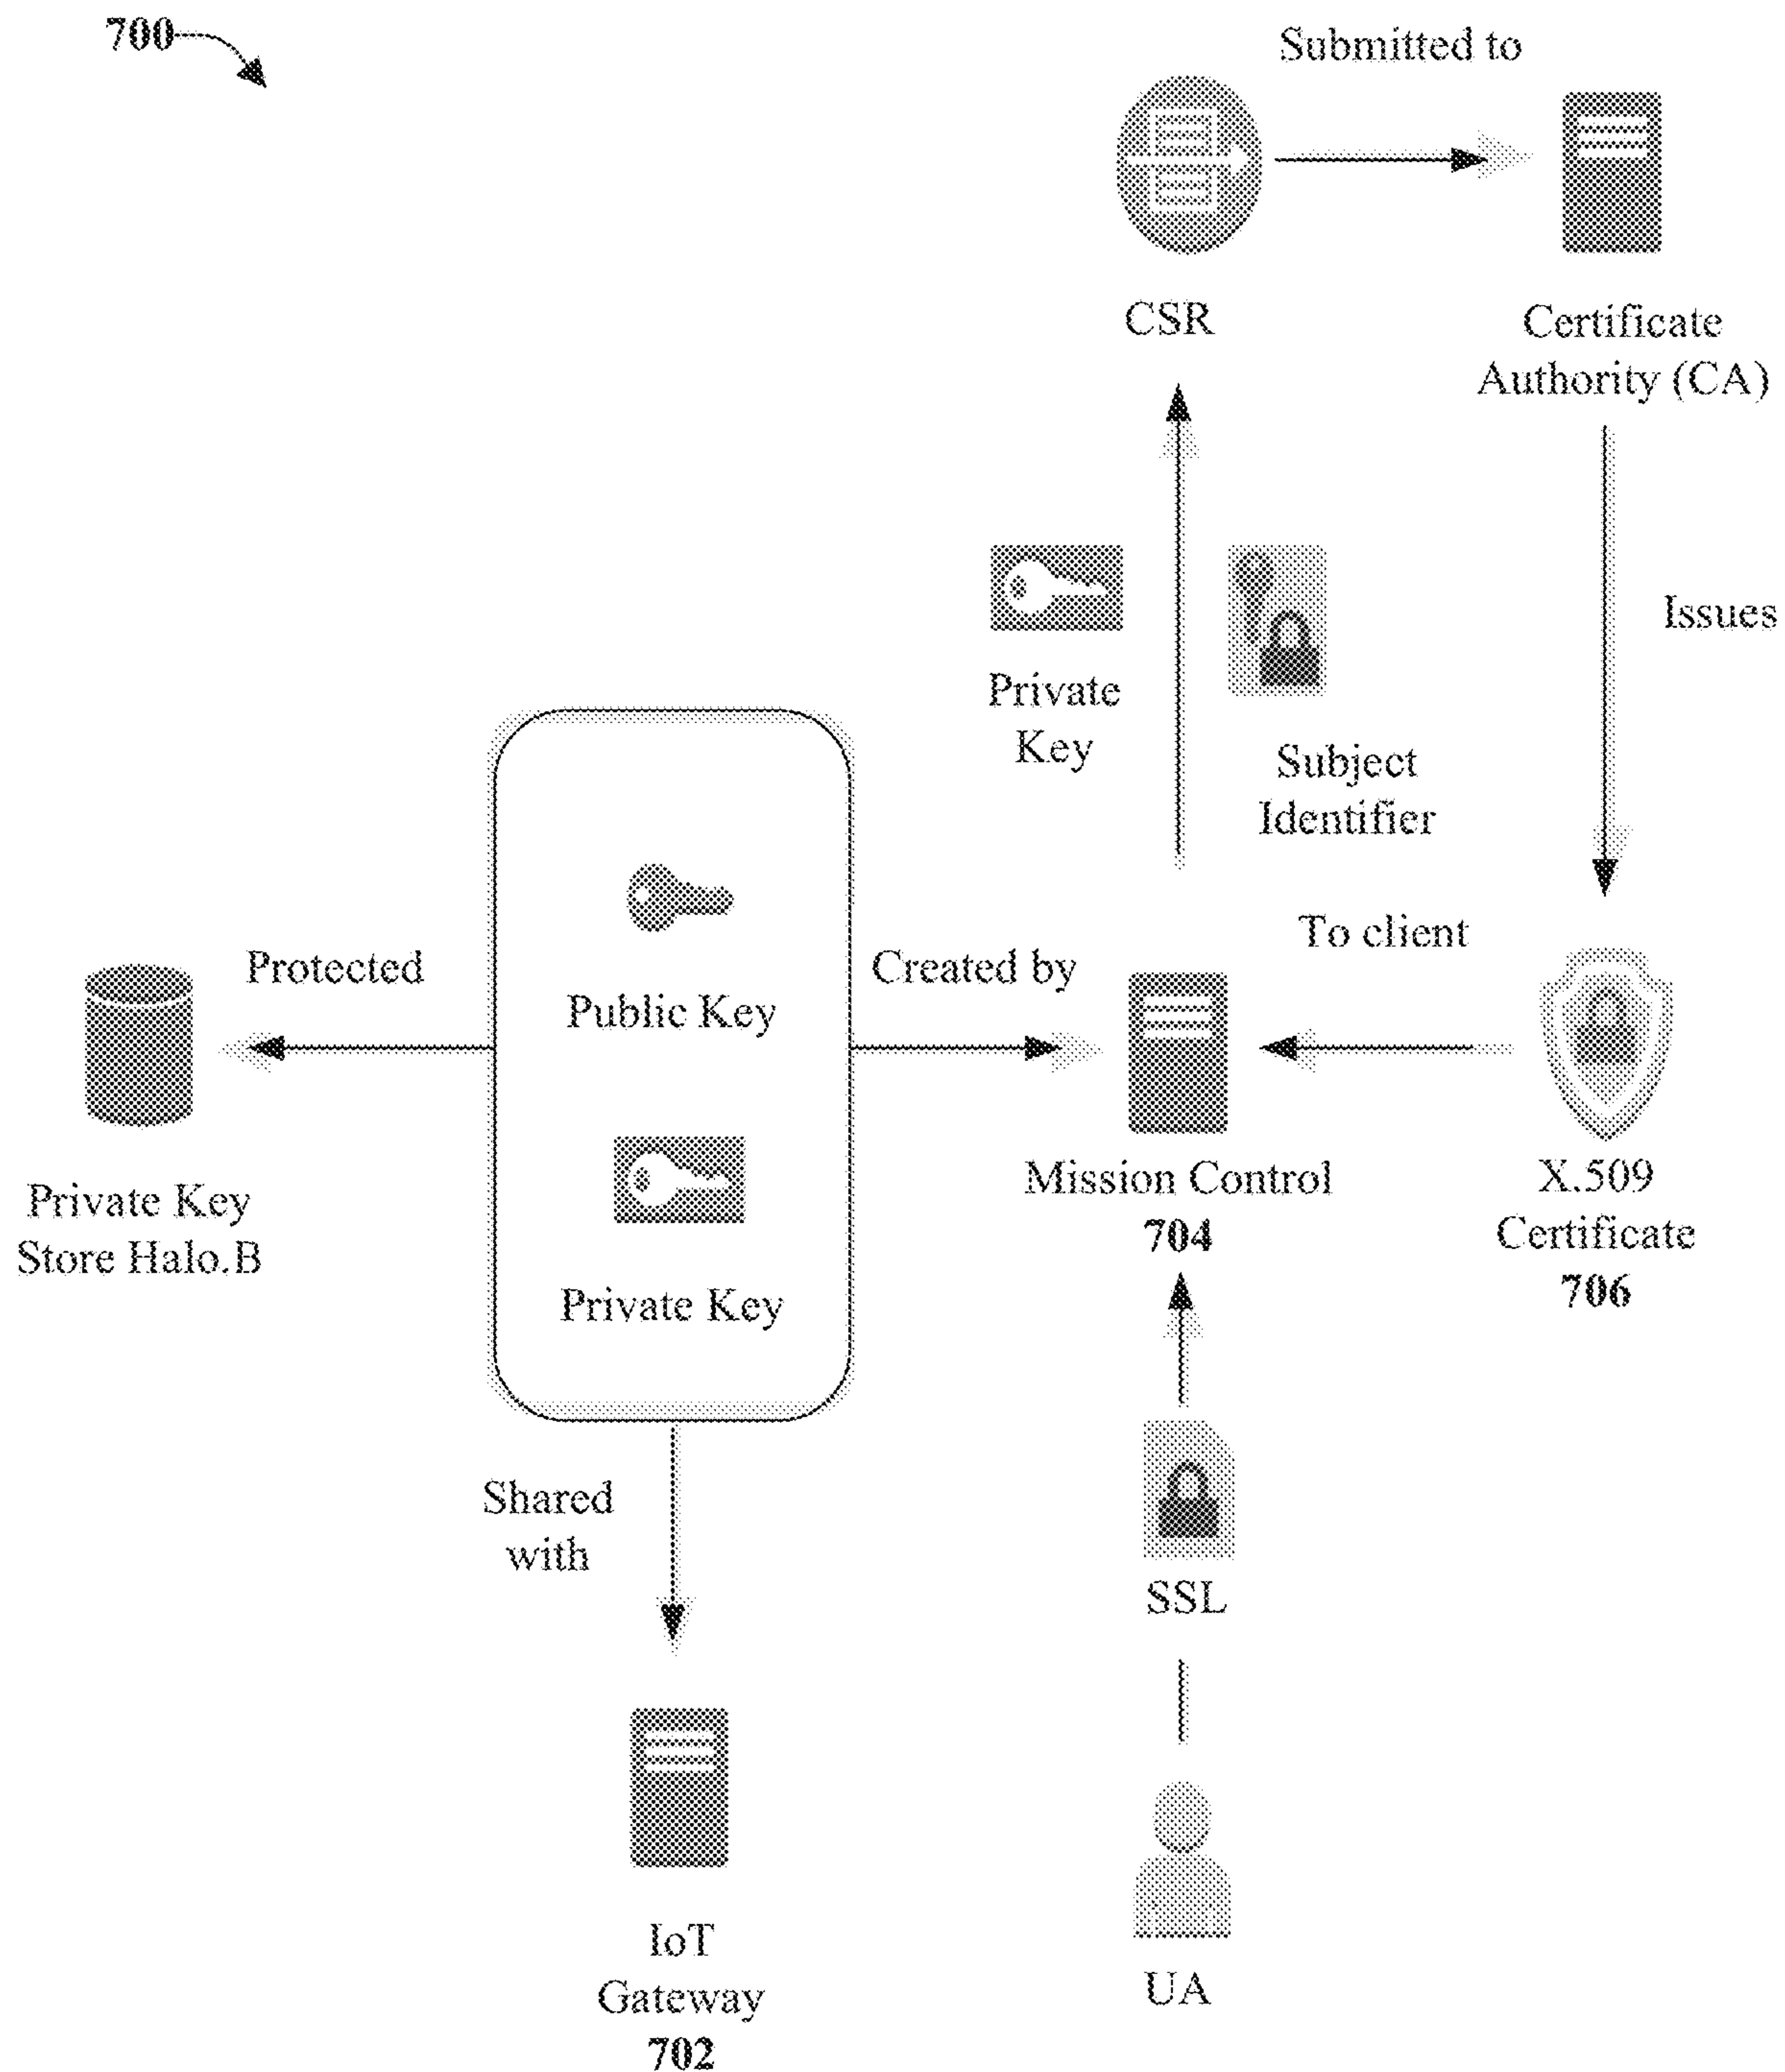 700
Submitted to
CSR
Certificate
Authority (CA)
Private
Key
Subject
Identifier
Issues
Protected
Public Key
Created by
To client
Private Key
Store Halo.B
Private Key
Mission Control
704
X.509
Certificate
706
Shared
with
SSL
IoT
Gateway
702
UA